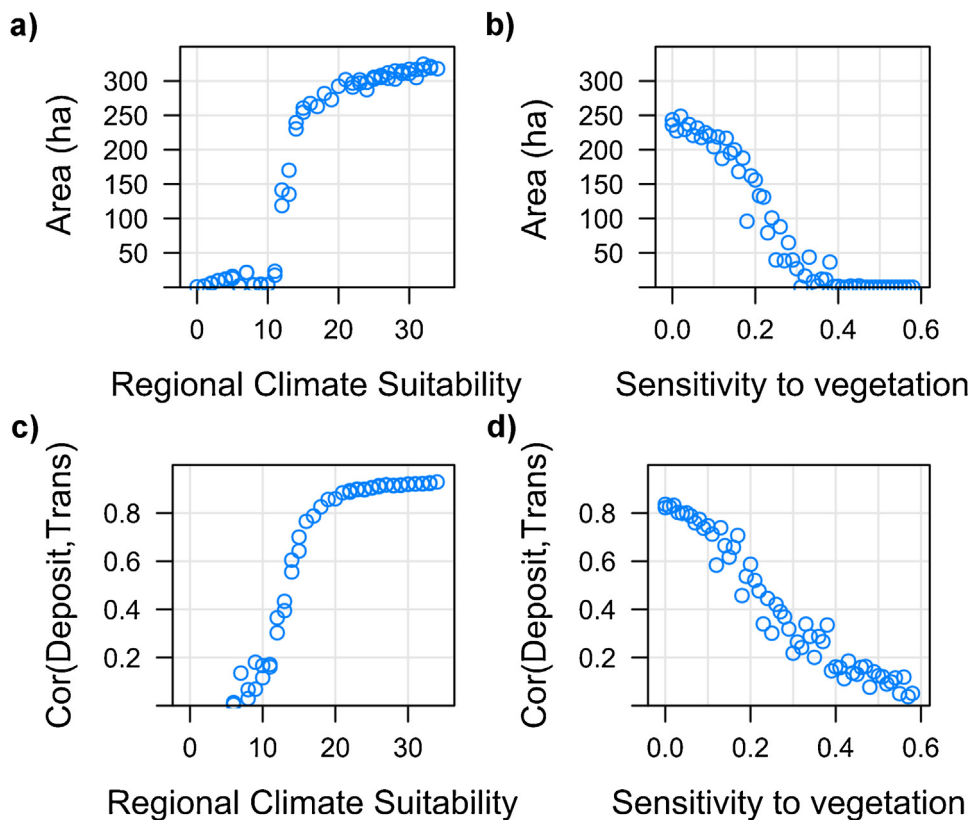 a)
Area (ha)
300
250
200
150
100
50
0 10 20 30
Regional Climate Suitability
b)
Area (ha)
300
250
200
150
100
50
0.0 0.2 0.4 0.6
Sensitivity to vegetation
c)
Cor(Deposit,Trans)
0.8
0.6
0.4
0.2
0 10 20 30
Regional Climate Suitability
d)
Cor(Deposit,Trans)
0.8
0.6
0.4
0.2
0.0 0.2 0.4 0.6
Sensitivity to vegetation